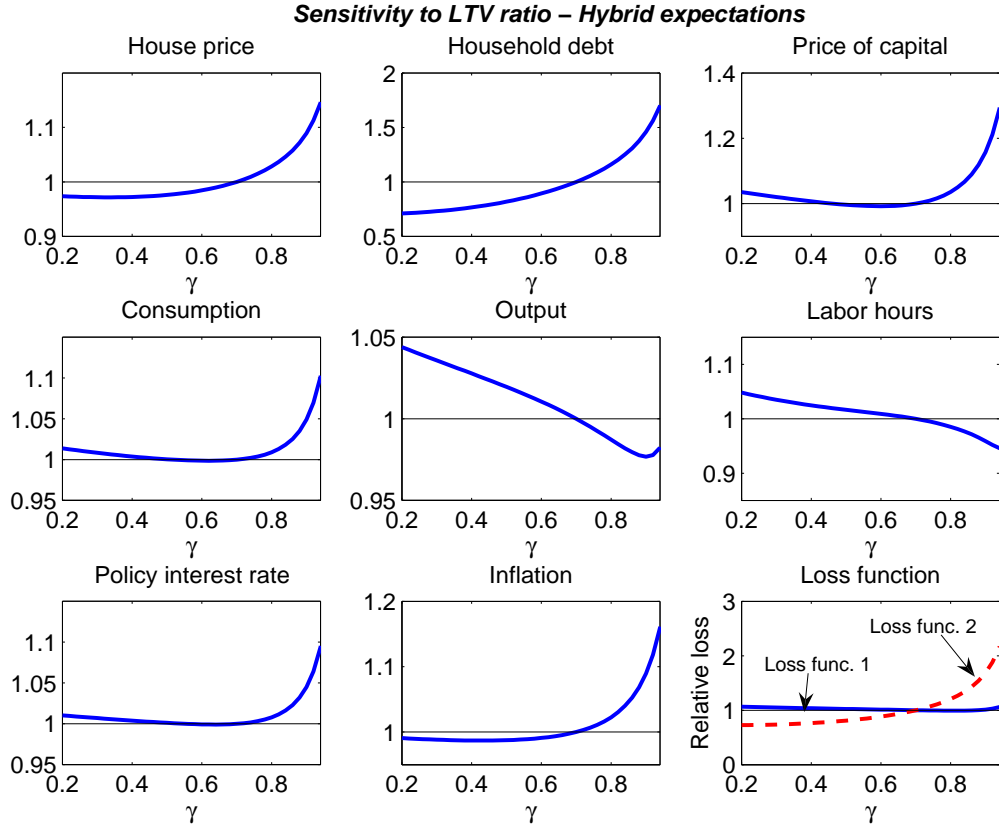 Sensitivity to LTV ratio – Hybrid expectations
House price
1.1
1
0.9
0.2 0.4 0.6 0.8
γ
Household debt
2
1.5
1
0.5
0.2 0.4 0.6 0.8
γ
Price of capital
1.4
1.2
1
0.2 0.4 0.6 0.8
γ
Consumption
1.1
1.05
1
0.95
0.2 0.4 0.6 0.8
γ
Output
1.05
1
0.95
0.2 0.4 0.6 0.8
γ
Labor hours
1.1
1
0.9
0.2 0.4 0.6 0.8
γ
Policy interest rate
1.1
1.05
1
0.95
0.2 0.4 0.6 0.8
γ
Inflation
1.2
1.1
1
0.2 0.4 0.6 0.8
γ
Loss function
Relative loss
3
2
1
0
Loss func. 2
Loss func. 1
0.2 0.4 0.6 0.8
γ